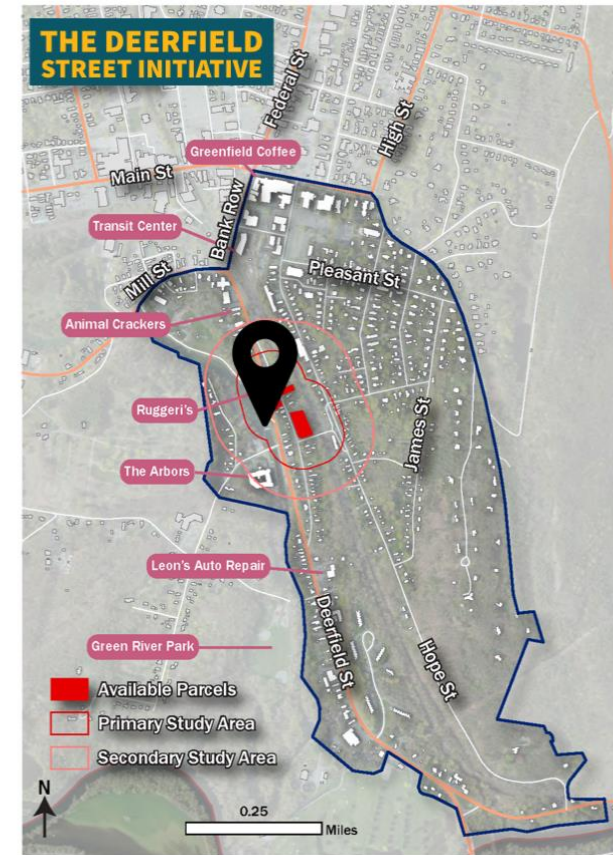 THE DEERFIELD
STREET INITIATIVE
Federal St
High St
Greenfield Coffee
Main St
Bank Row
Transit Center
Mill St
Pleasant St
Animal Crackers
Ruggeri's
James St
The Arbors
Leon's Auto Repair
Deerfield St
Hope St
Green River Park
Available Parcels
Primary Study Area
Secondary Study Area
N
0.25
Miles